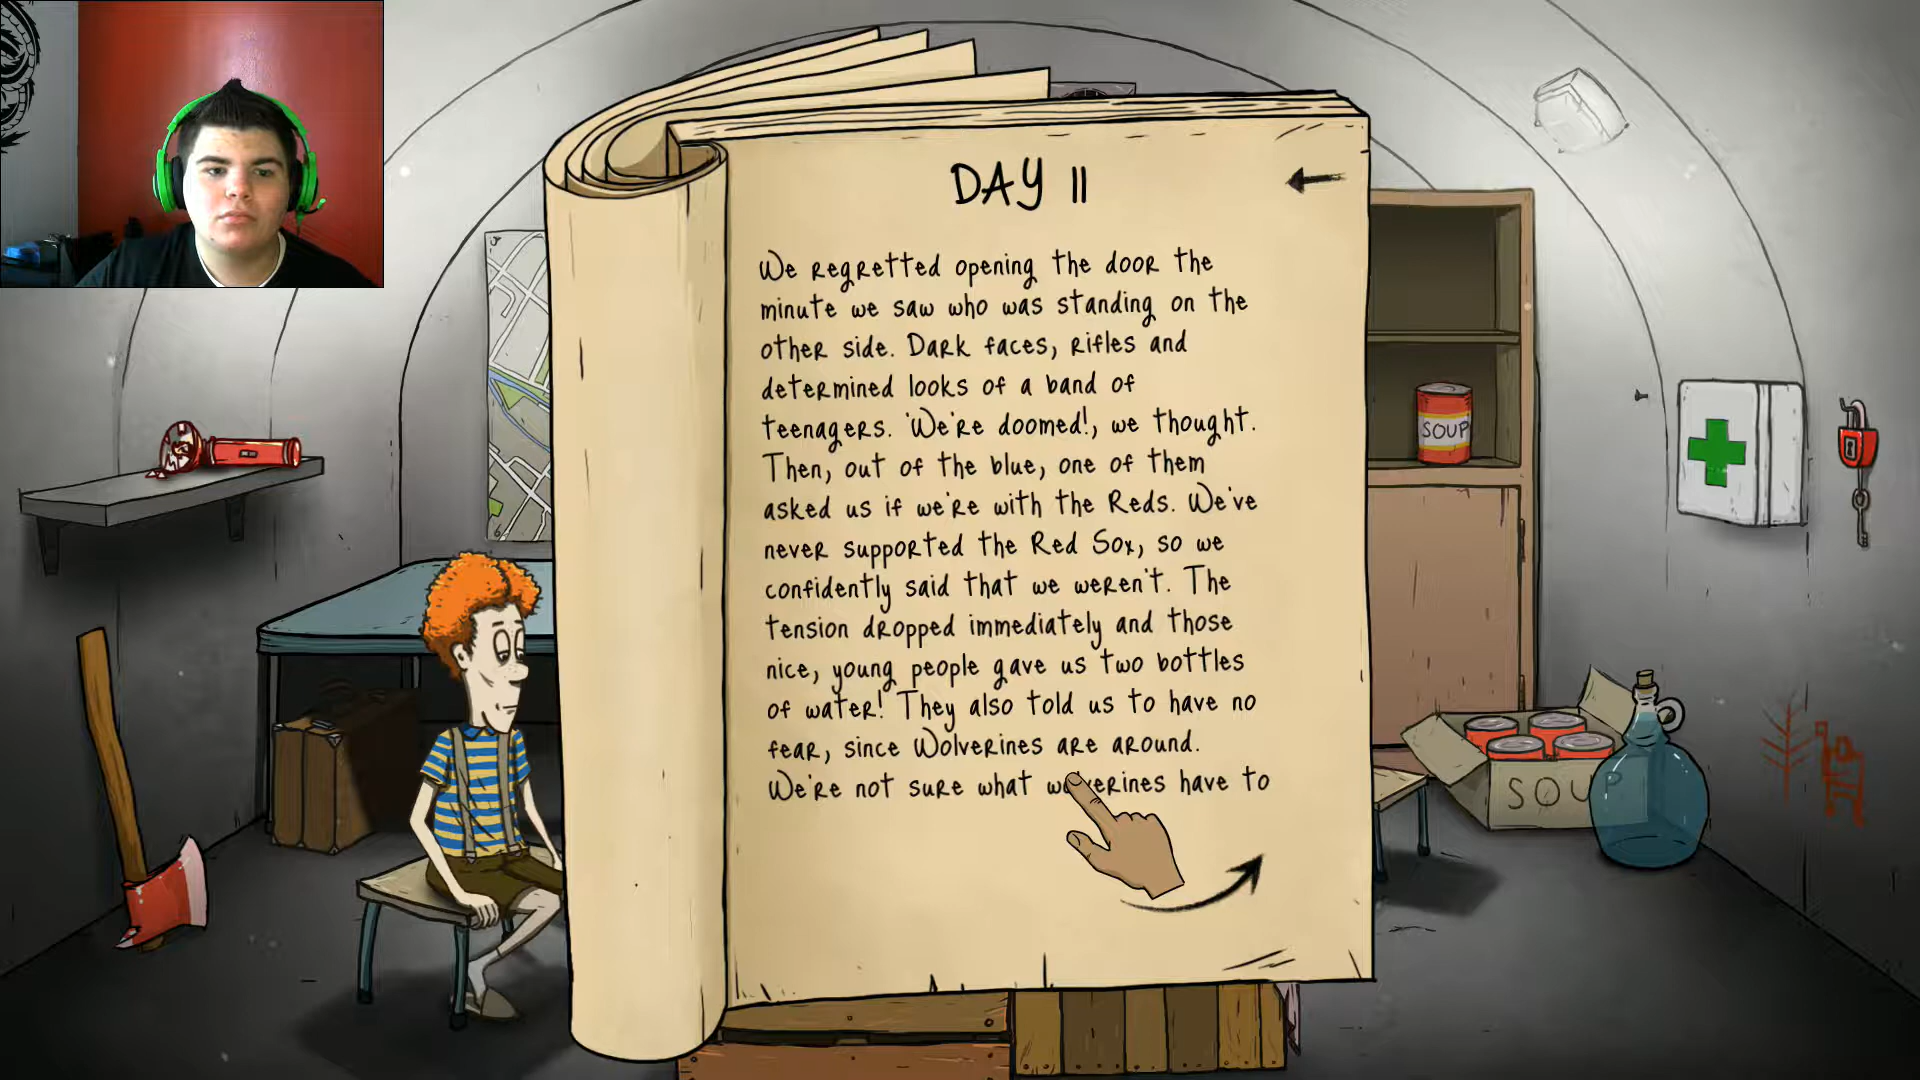 DAY 11
We regretted opening the door the
minute we saw who was standing on the
other side. Dark faces, rifles and
determined looks of a band of
teenagers. 'We're doomed!, we thought.
Then, out of the blue, one of them
asked us if we're with the Reds. We've
never supported the Red Sox, so we
confidently said that we weren't. The
tension dropped immediately and those
nice, young people gave us two bottles
of water! They also told us to have no
fear, since Wolverines are around.
We're not sure what wolverines have to
SOUP
SOU